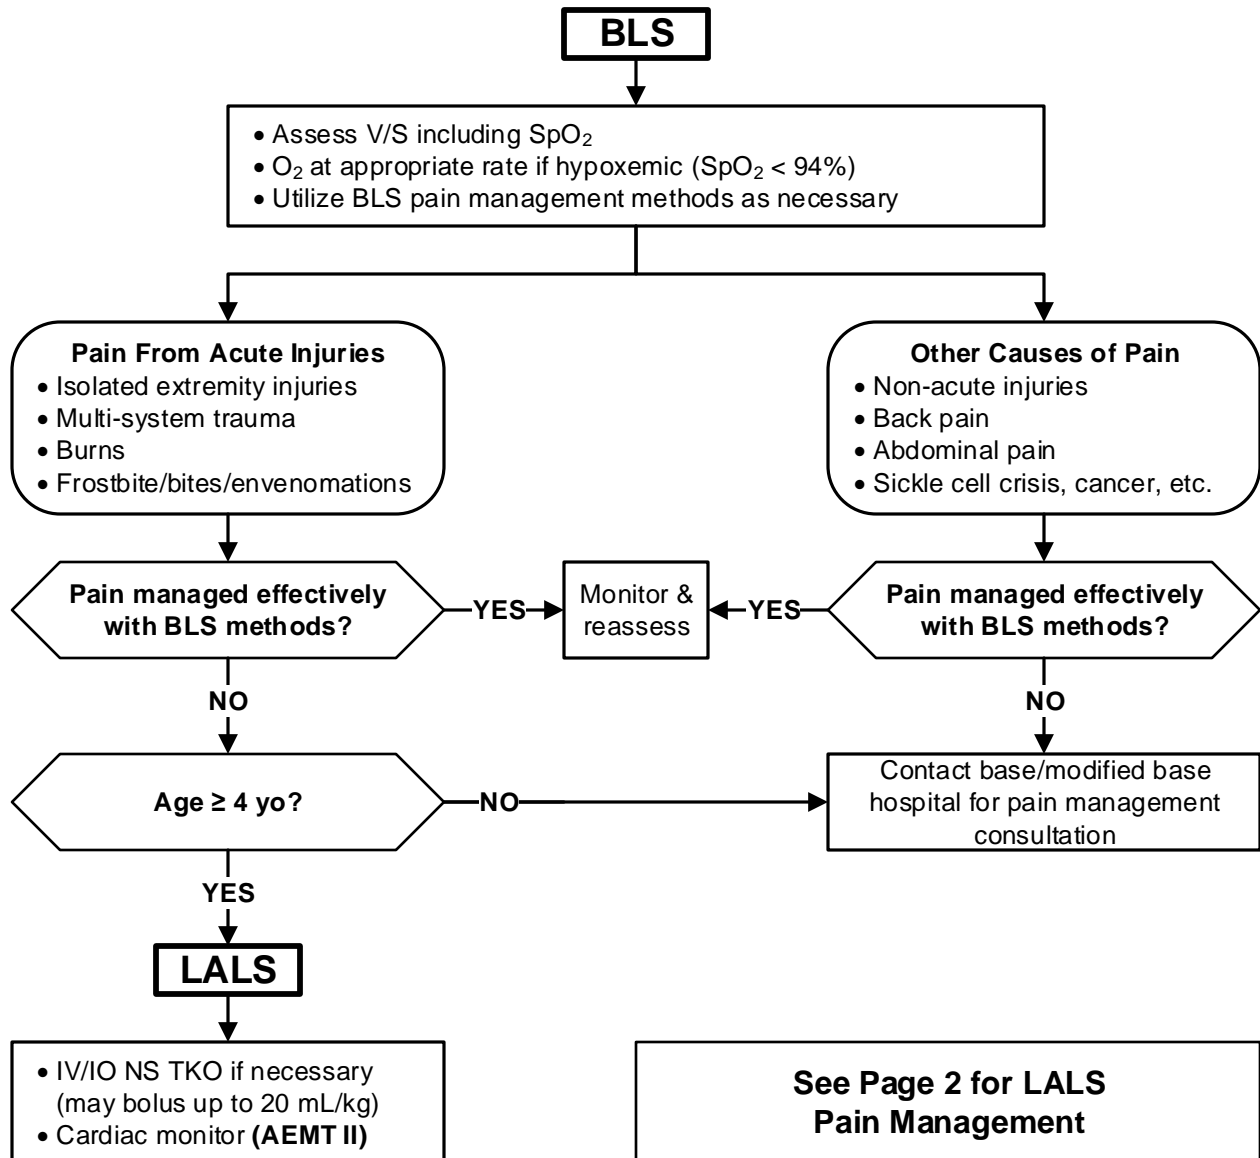 BLS
• Assess V/S including SpO₂
• O₂ at appropriate rate if hypoxemic (SpO₂ < 94%)
• Utilize BLS pain management methods as necessary
Pain From Acute Injuries
• Isolated extremity injuries
• Multi-system trauma
• Burns
• Frostbite/bites/envenomations
Other Causes of Pain
• Non-acute injuries
• Back pain
• Abdominal pain
• Sickle cell crisis, cancer, etc.
Pain managed effectively
with BLS methods?
YES
Monitor &
reassess
YES
Pain managed effectively
with BLS methods?
NO
NO
Age ≥ 4 yo?
NO
Contact base/modified base
hospital for pain management
consultation
YES
LALS
• IV/IO NS TKO if necessary
(may bolus up to 20 mL/kg)
• Cardiac monitor (AEMT II)
See Page 2 for LALS
Pain Management